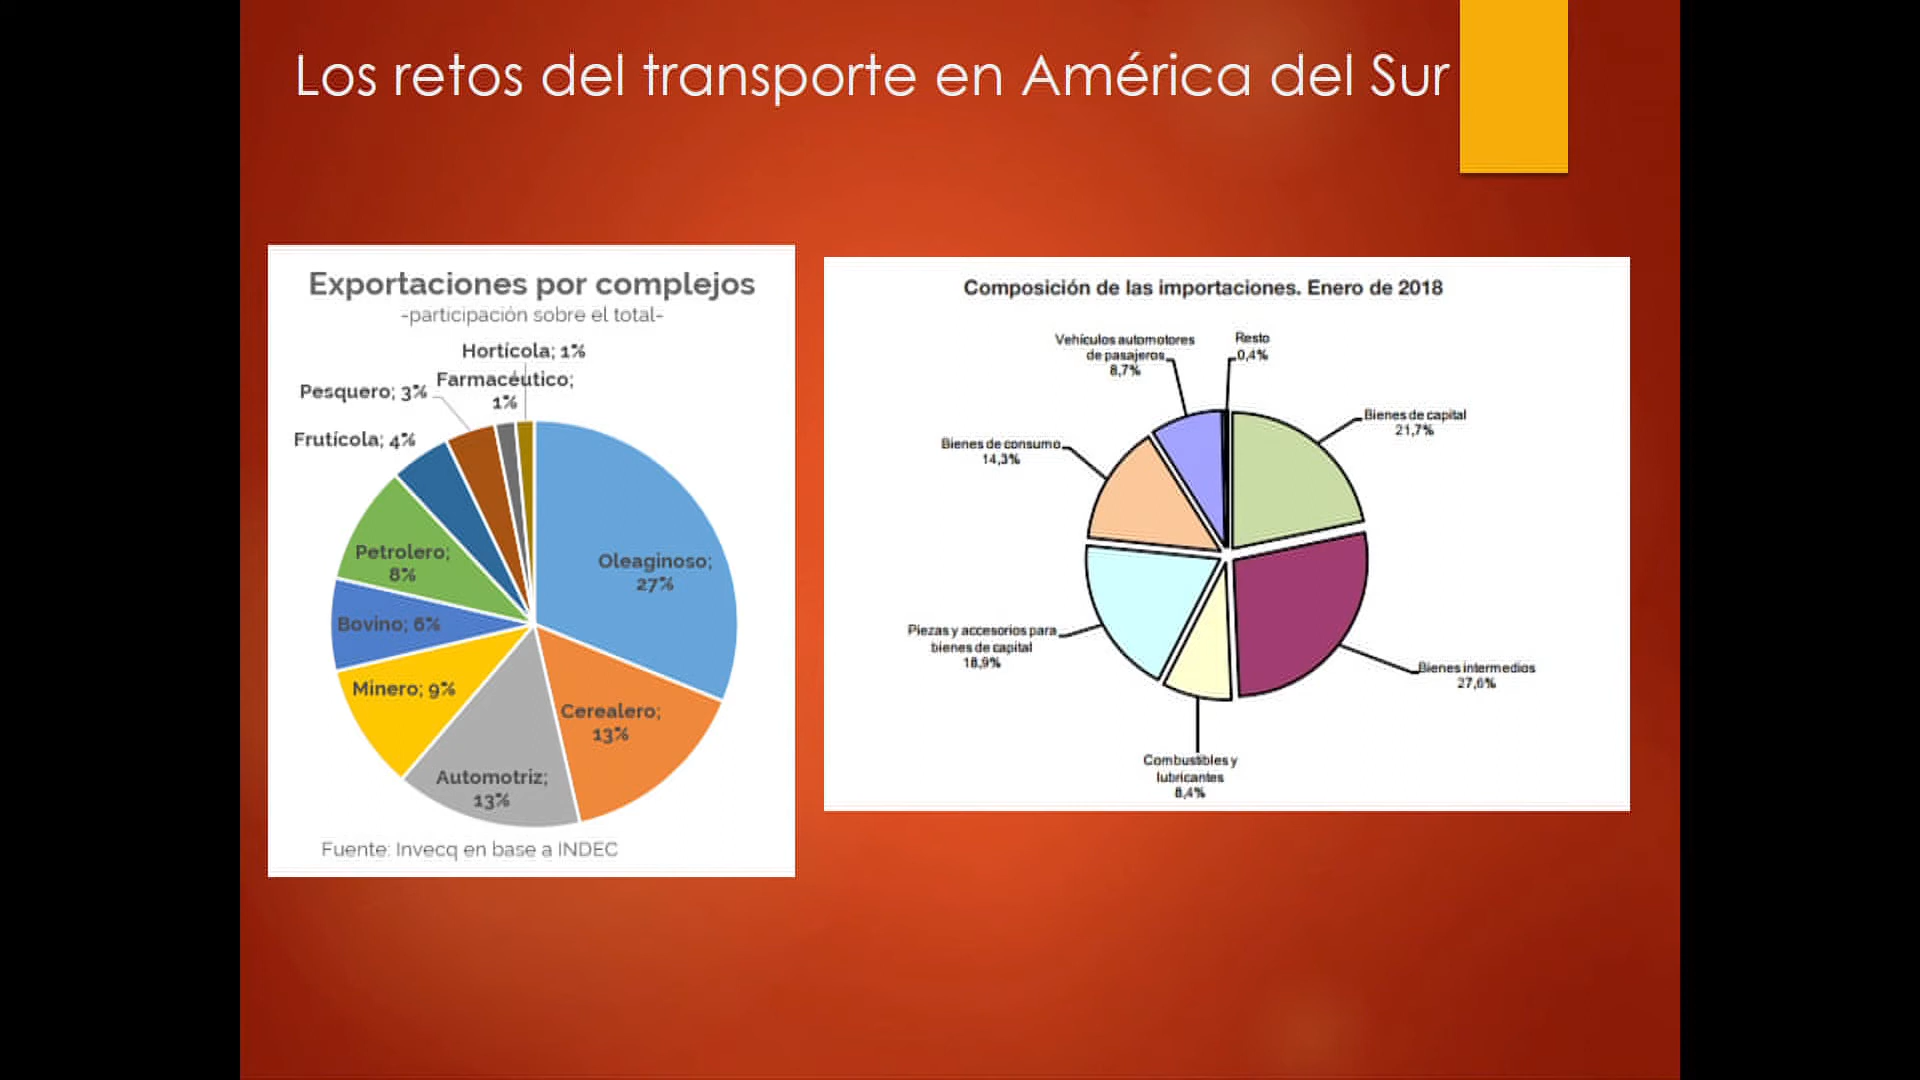 Los retos del transporte en América del Sur
Exportaciones por complejos
-participación sobre el total-
Hortícola; 1%
Farmacéutico;
1%
Pesquero; 3%
Frutícola; 4%
Petrolero;
8%
Bovino; 6%
Minero; 9%
Automotriz;
13%
Cerealero;
13%
Oleaginoso;
27%
Fuente: Invecq en base a INDEC
Composición de las importaciones. Enero de 2018
Vehículos automotores
de pasajeros
8,7%
Resto
0,4%
Bienes de capital
21,7%
Bienes de consumo
14,3%
Piezas y accesorios para
bienes de capital
18,9%
Bienes intermedios
27,6%
Combustibles y
lubricantes
8,4%